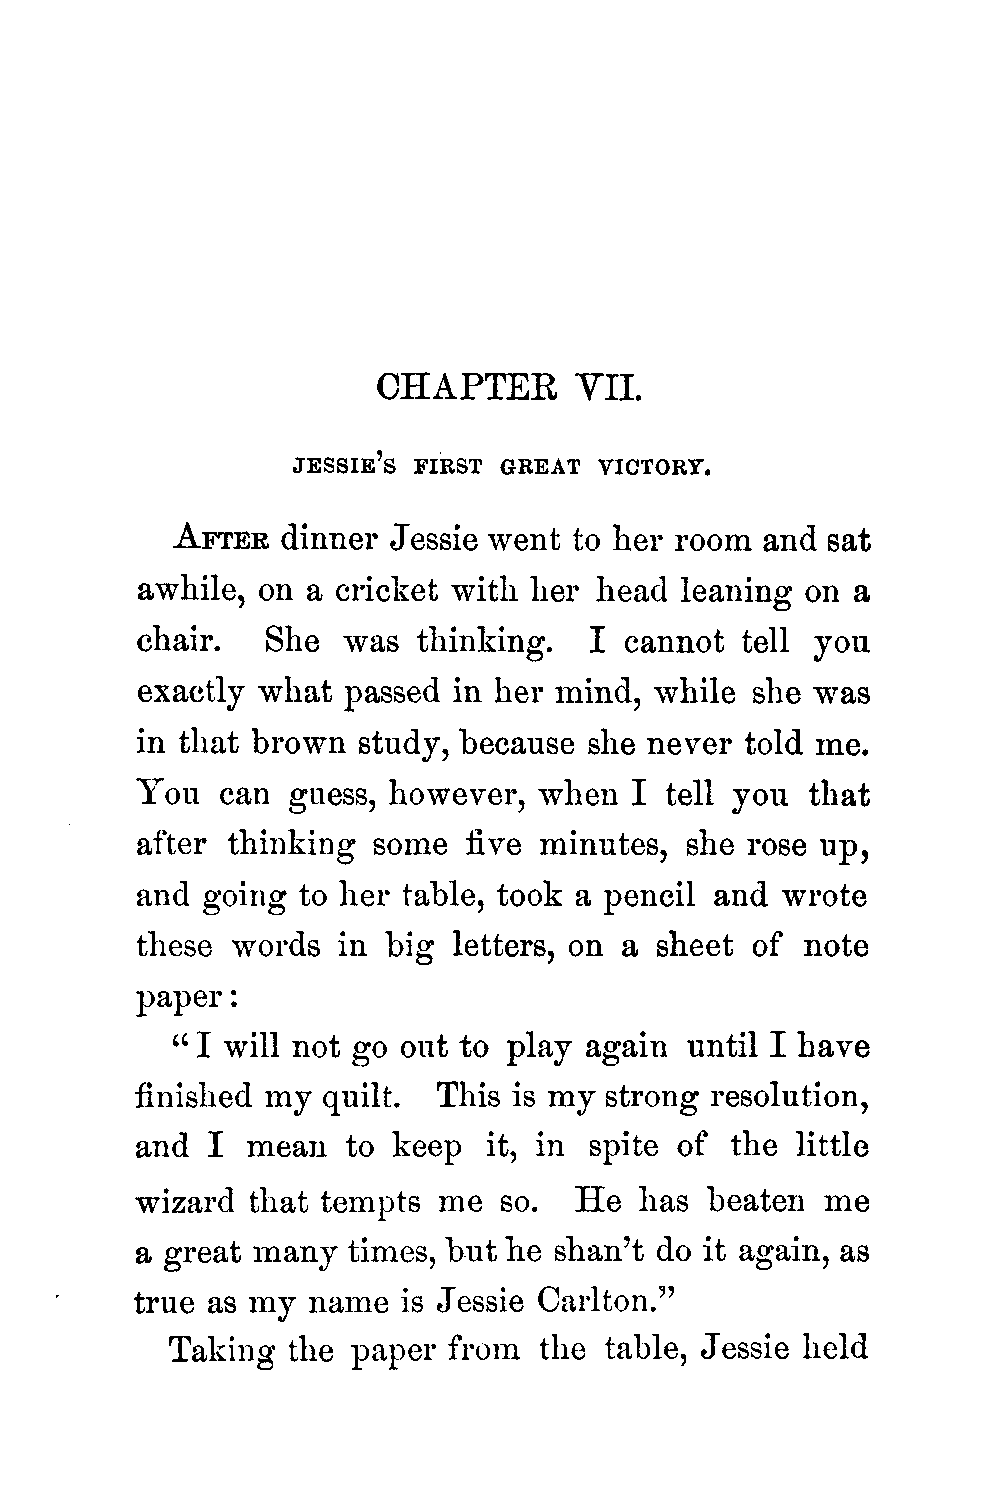 CHAPTER VII.
JESSIE'S FIRST GREAT VICTORY.
AFTER dinner Jessie went to her room and sat
awhile, on a cricket with her head leaning on a
chair. She was thinking. I cannot tell you
exactly what passed in her mind, while she was
in that brown study, because she never told me.
You can guess, however, when I tell you that
after thinking some five minutes, she rose up,
and going to her table, took a pencil and wrote
these words in big letters, on a sheet of note
paper:
“I will not go out to play again until I have
finished my quilt. This is my strong resolution,
and I mean to keep it, in spite of the little
wizard that tempts me so. He has beaten me
a great many times, but he shan't do it again, as
true as my name is Jessie Carlton.”
Taking the paper from the table, Jessie held